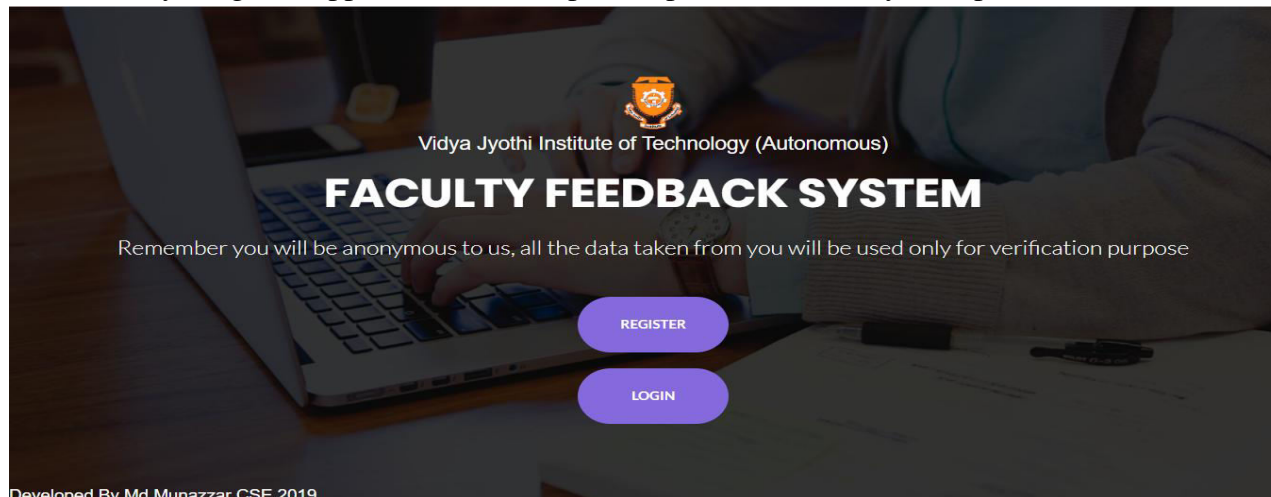 Vidya Jyothi Institute of Technology (Autonomous)
FACULTY FEEDBACK SYSTEM
Remember you will be anonymous to us, all the data taken from you will be used only for verification purpose
REGISTER
LOGIN
Developed By Md Munazzar CSE 2019